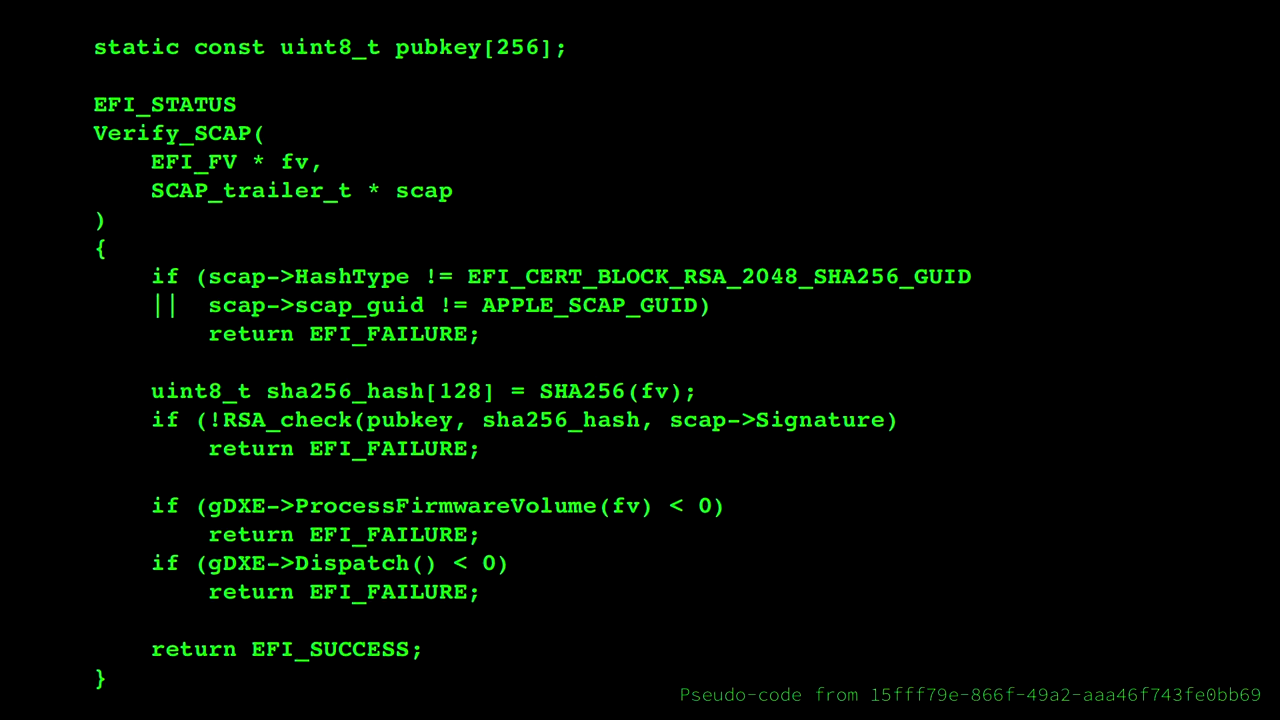 static const uint8_t pubkey[256];
EFI_STATUS
Verify_SCAP(
    EFI_FV * fv,
    SCAP_trailer_t * scap
)
{
    if (scap->HashType != EFI_CERT_BLOCK_RSA_2048_SHA256_GUID
    ||  scap->scap_guid != APPLE_SCAP_GUID)
        return EFI_FAILURE;
    uint8_t sha256_hash[128] = SHA256(fv);
    if (!RSA_check(pubkey, sha256_hash, scap->Signature)
        return EFI_FAILURE;
    if (gDXE->ProcessFirmwareVolume(fv) < 0)
        return EFI_FAILURE;
    if (gDXE->Dispatch() < 0)
        return EFI_FAILURE;
    return EFI_SUCCESS;
}
Pseudo-code from 15fff79e-866f-49a2-aaa46f743fe0bb69